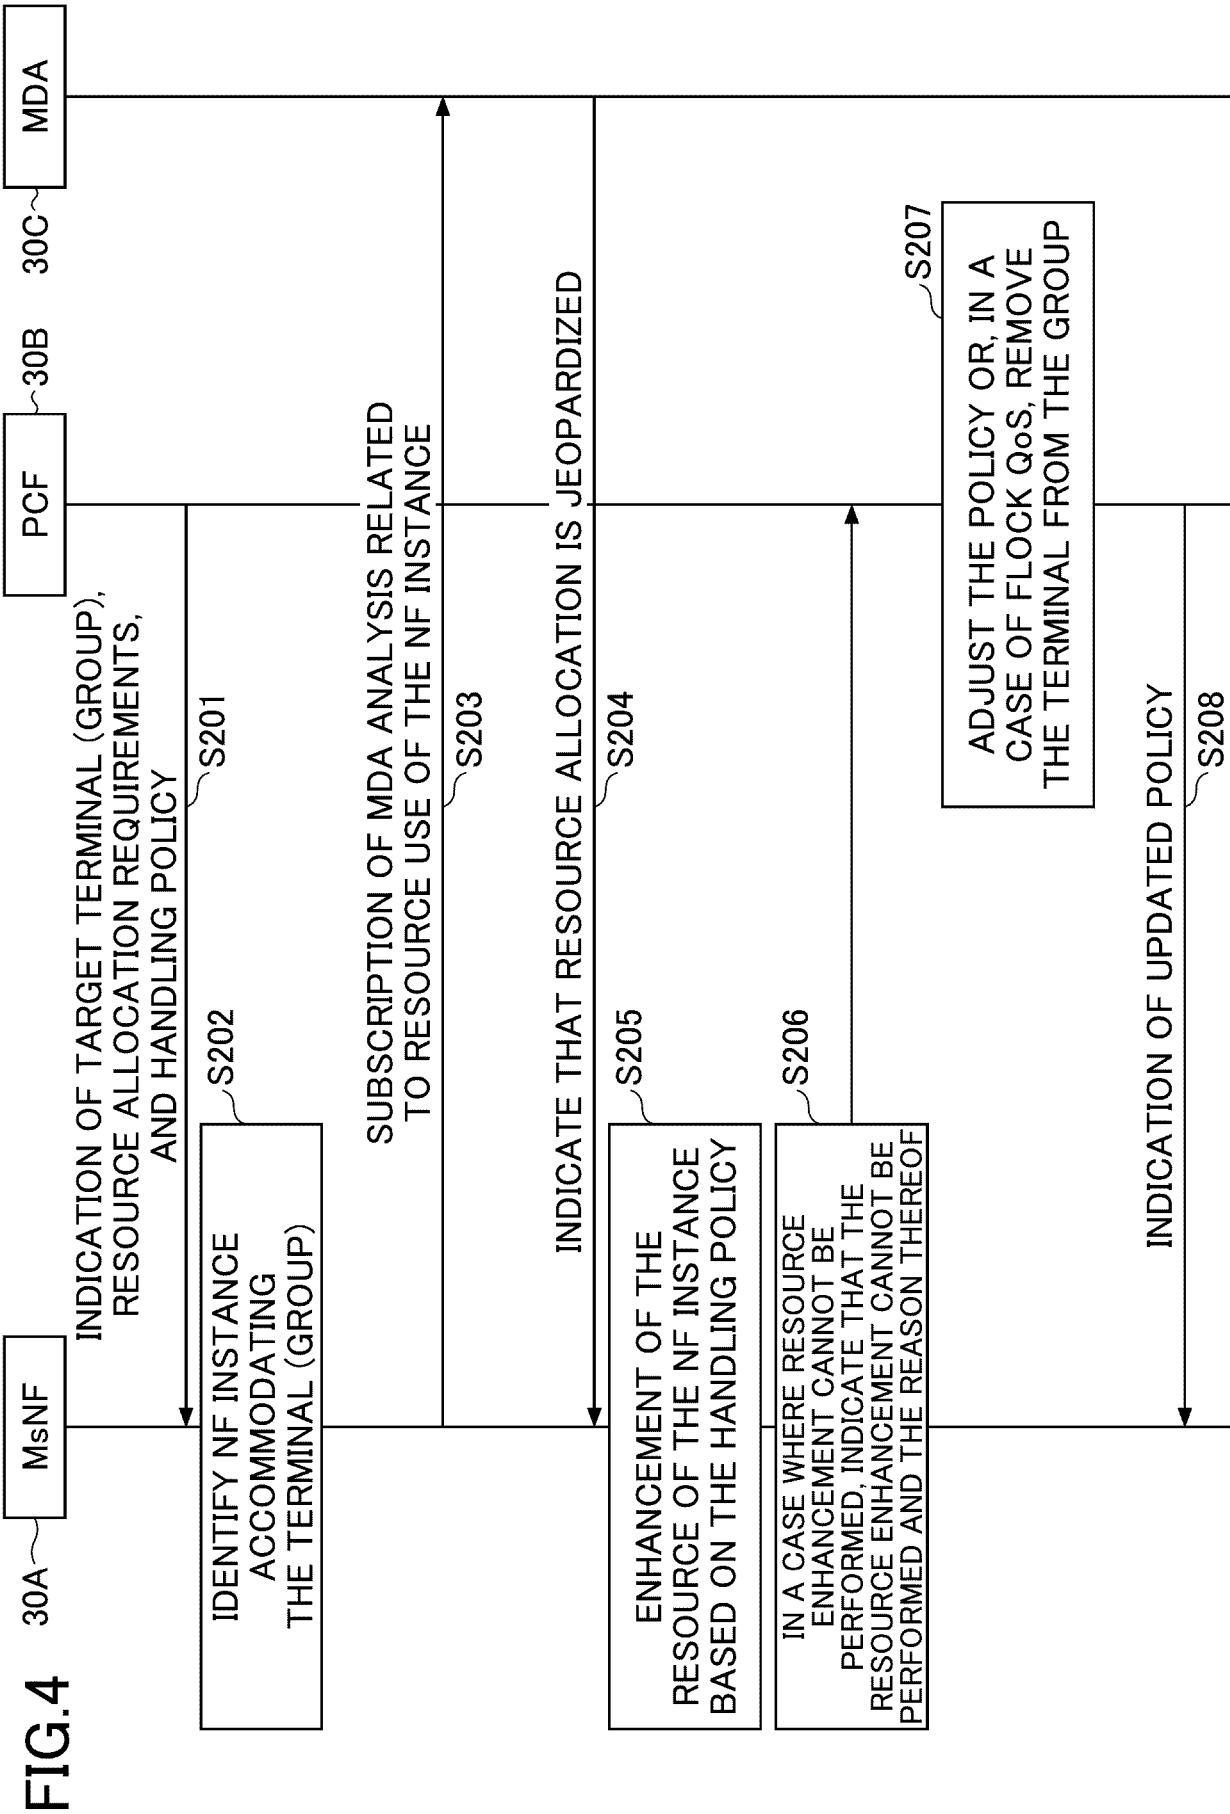 FIG.4
30A
MsNF
PCF
30B
30C
MDA
INDICATION OF TARGET TERMINAL (GROUP),
RESOURCE ALLOCATION REQUIREMENTS,
AND HANDLING POLICY
S201
S202
IDENTIFY NF INSTANCE
ACCOMMODATING
THE TERMINAL (GROUP)
SUBSCRIPTION OF MDA ANALYSIS RELATED
TO RESOURCE USE OF THE NF INSTANCE
S203
INDICATE THAT RESOURCE ALLOCATION IS JEOPARDIZED
S204
S205
ENHANCEMENT OF THE
RESOURCE OF THE NF INSTANCE
BASED ON THE HANDLING POLICY
S206
IN A CASE WHERE RESOURCE
ENHANCEMENT CANNOT BE
PERFORMED, INDICATE THAT THE
RESOURCE ENHANCEMENT CANNOT BE
PERFORMED AND THE REASON THEREOF
S207
ADJUST THE POLICY OR, IN A
CASE OF FLOCK QoS, REMOVE
THE TERMINAL FROM THE GROUP
INDICATION OF UPDATED POLICY
S208